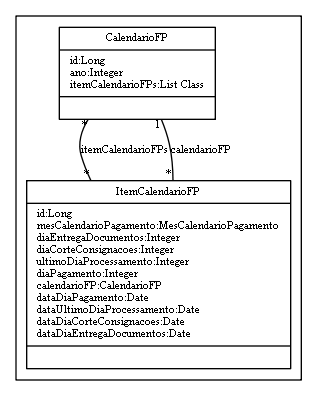 CalendarioFP
id:Long
ano:Integer
itemCalendarioFPs:List Class
* 1
itemCalendarioFPs calendarioFP
* *
ItemCalendarioFP
id:Long
mesCalendarioPagamento:MesCalendarioPagamento
diaEntregaDocumentos:Integer
diaCorteConsignacoes:Integer
ultimoDiaProcessamento:Integer
diaPagamento:Integer
calendarioFP:CalendarioFP
dataDiaPagamento:Date
dataUltimoDiaProcessamento:Date
dataDiaCorteConsignacoes:Date
dataDiaEntregaDocumentos:Date